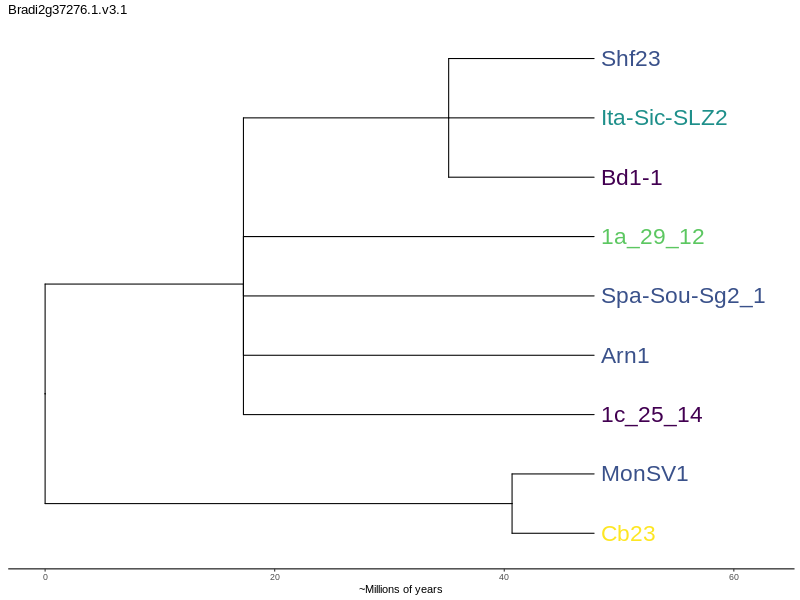 Bradi2g37276.1.v3.1
Shf23
Ita-Sic-SLZ2
Bd1-1
1a_29_12
Spa-Sou-Sg2_1
Arn1
1c_25_14
MonSV1
Cb23
0 20 40 60
~Millions of years